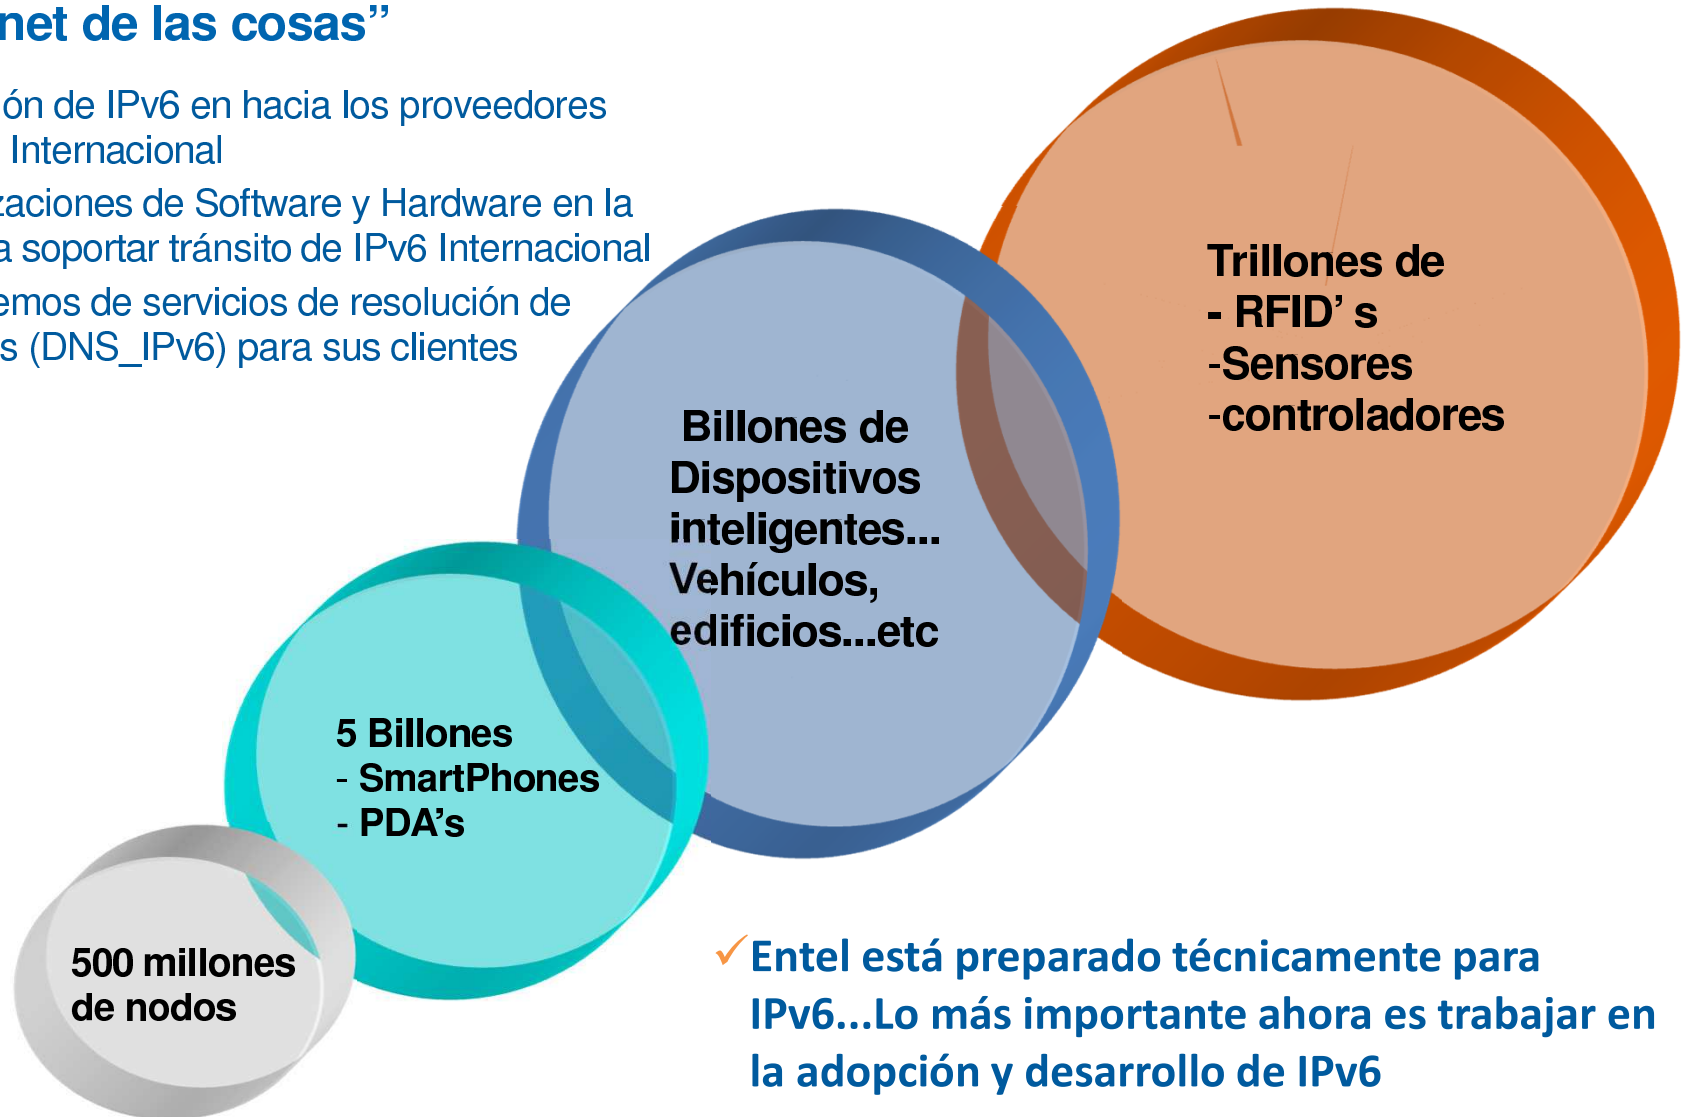 net de las cosas”
ón de IPv6 en hacia los proveedores
Internacional
zaciones de Software y Hardware en la
a soportar tránsito de IPv6 Internacional
emos de servicios de resolución de
s (DNS_IPv6) para sus clientes
Trillones de
- RFID’ s
-Sensores
-controladores
Billones de
Dispositivos
inteligentes...
Vehículos,
edificios...etc
5 Billones
- SmartPhones
- PDA’s
500 millones
de nodos
✓Entel está preparado técnicamente para
IPv6...Lo más importante ahora es trabajar en
la adopción y desarrollo de IPv6